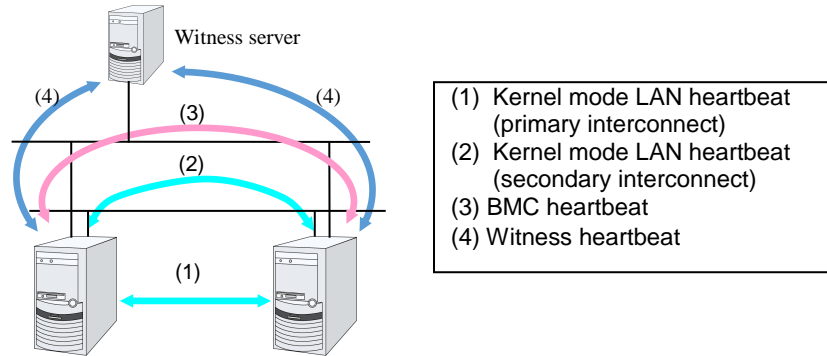 Witness server
(4)
(4)
(3)
(2)
(1)
(1) Kernel mode LAN heartbeat
(primary interconnect)
(2) Kernel mode LAN heartbeat
(secondary interconnect)
(3) BMC heartbeat
(4) Witness heartbeat